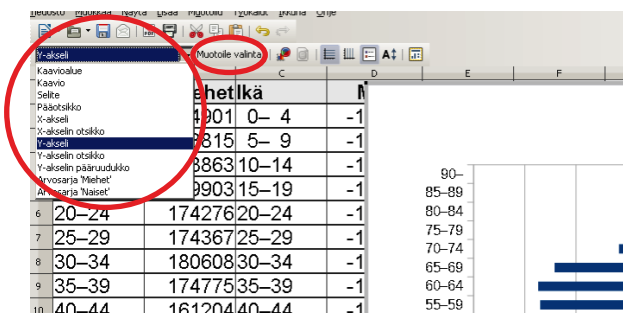 Tiedosto Muokkaa Näytä Lisää Muotoile Työkalut Ikkuna Ohje
Y-akseli Muotoile valinta
Kaavioalue
Kaavio
Selite
Pääotsikko
X-akseli
X-akselin otsikko
Y-akseli
Y-akselin otsikko
Y-akselin pääruudukko
Arvosarja 'Miehet'
Arvosarja 'Naiset'
C D E F
ehet Ikä
4901 0– 4 -1
8815 5– 9 -1
3863 10–14 -1
9903 15–19 -1
6 20–24 174276 20–24 -1
7 25–29 174367 25–29 -1
8 30–34 180608 30–34 -1
9 35–39 174775 35–39 -1
10 40–44 161204 40–44 -1
90–
85–89
80–84
75–79
70–74
65–69
60–64
55–59